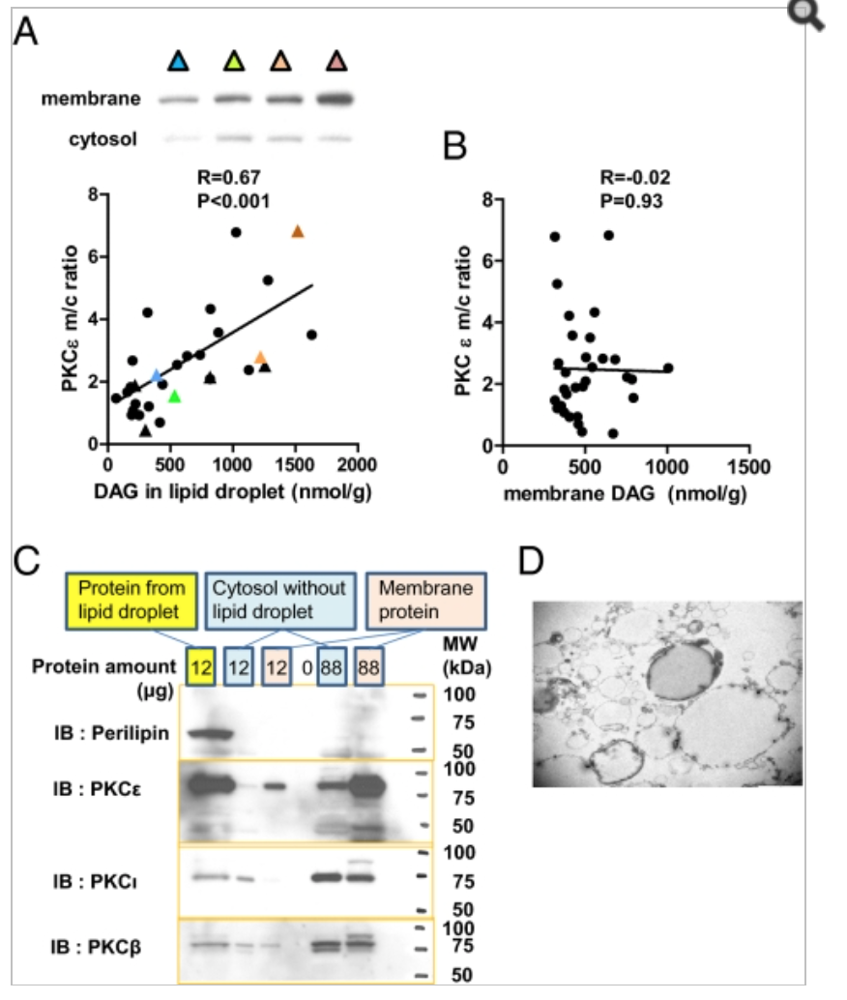 A
membrane
cytosol
R=0.67
P<0.001
8
6
4
2
0
PKCε m/c ratio
0 500 1000 1500 2000
DAG in lipid droplet (nmol/g)
B
R=-0.02
P=0.93
8
6
4
2
0
PKC ε m/c ratio
0 500 1000 1500
membrane DAG (nmol/g)
C
Protein from
lipid droplet
Cytosol without
lipid droplet
Membrane
protein
Protein amount
(µg)
12 12 12 0 88 88
MW
(kDa)
IB : Perilipin
100
75
50
IB : PKCε
100
75
50
IB : PKCι
100
75
50
IB : PKCβ
100
75
50
D